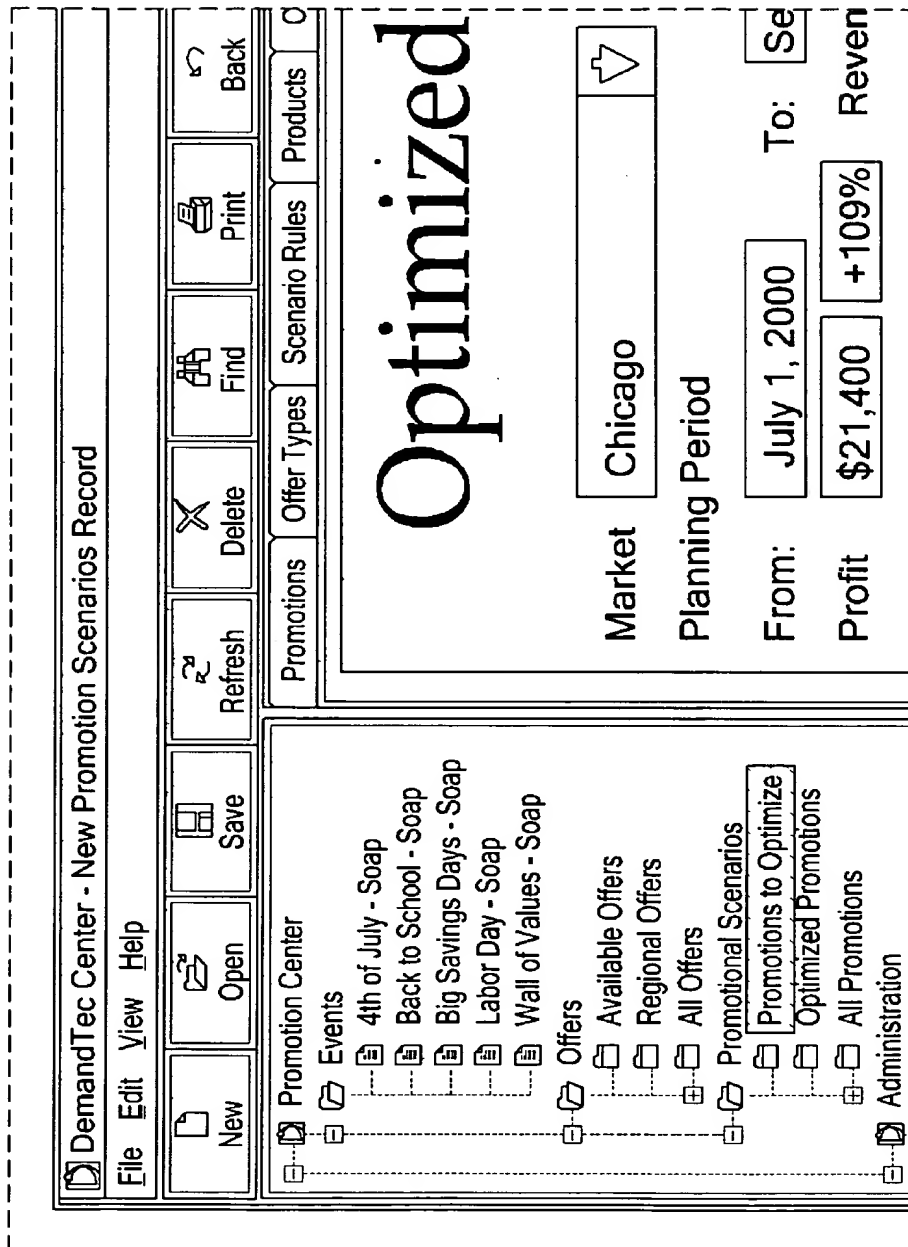 DemandTec Center - New Promotion Scenarios Record
File Edit View Help
New Open Save Refresh Delete Find Print Back
Promotion Center
Events
4th of July - Soap
Back to School - Soap
Big Savings Days - Soap
Labor Day - Soap
Wall of Values - Soap
Offers
Available Offers
Regional Offers
All Offers
Promotional Scenarios
Promotions to Optimize
Optimized Promotions
All Promotions
Administration
Promotions Offer Types Scenario Rules Products
Optimized
Market Chicago
Planning Period
From: July 1, 2000 To: Se
Profit $21,400 +109% Reven